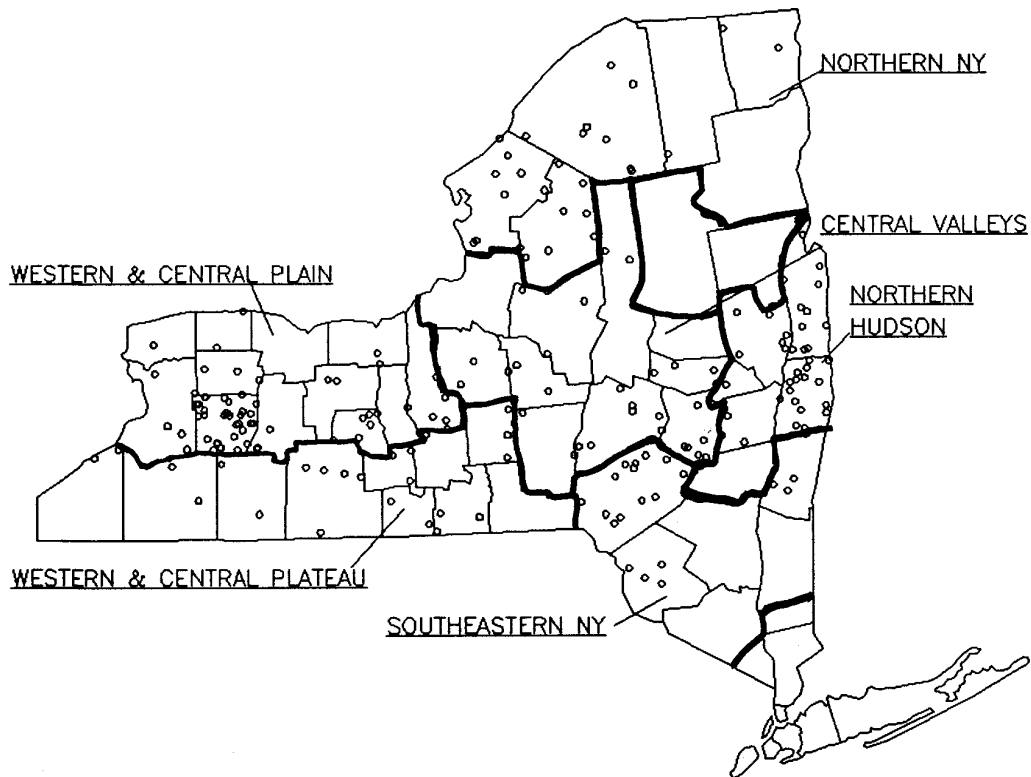 NORTHERN NY
CENTRAL VALLEYS
WESTERN & CENTRAL PLAIN
NORTHERN
HUDSON
WESTERN & CENTRAL PLATEAU
SOUTHEASTERN NY